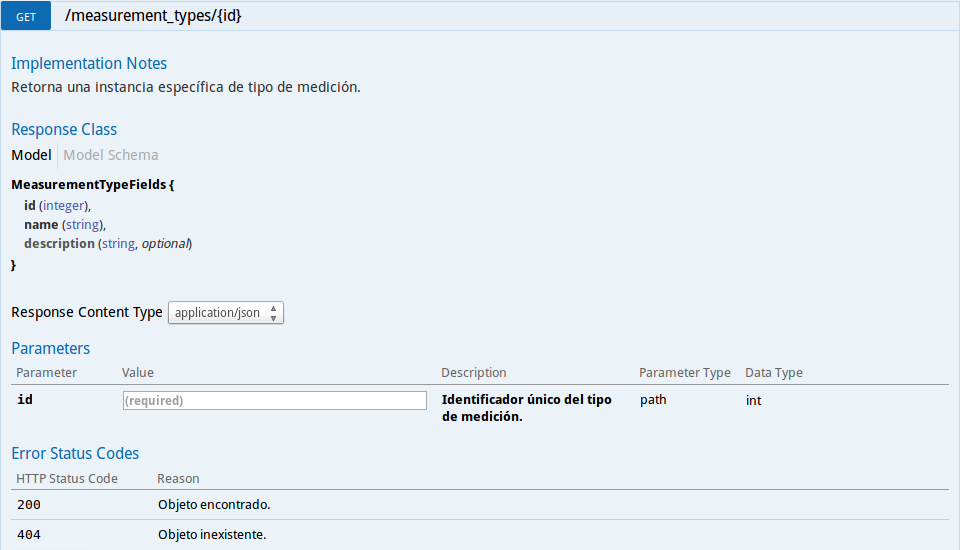 GET /measurement_types/{id}
Implementation Notes
Retorna una instancia específica de tipo de medición.
Response Class
Model Model Schema
MeasurementTypeFields {
id (integer),
name (string),
description (string, optional)
}
Response Content Type application/json
Parameters
Parameter Value Description Parameter Type Data Type
id (required) Identificador único del tipo path int
de medición.
Error Status Codes
HTTP Status Code Reason
200 Objeto encontrado.
404 Objeto inexistente.